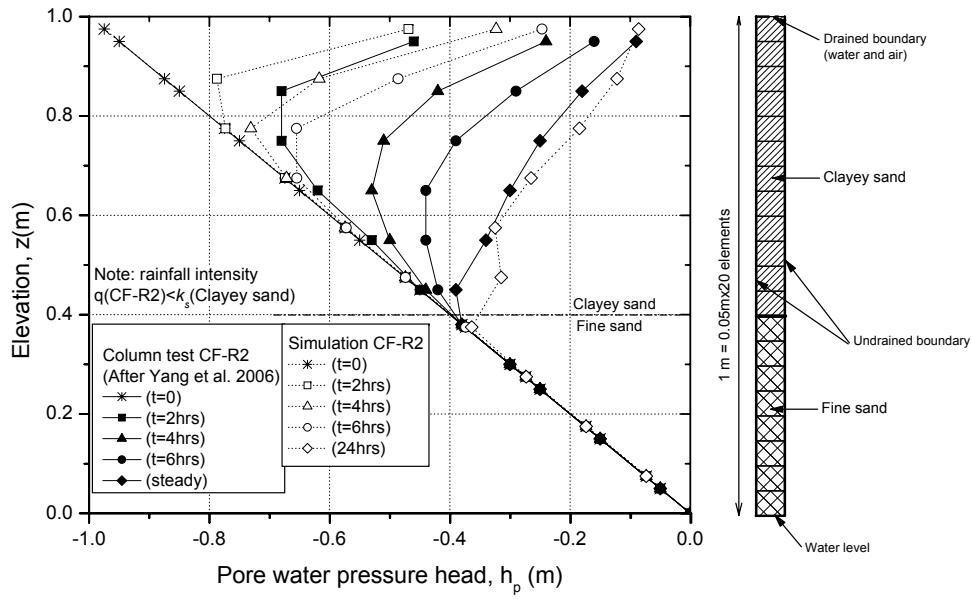 1.0
0.8
0.6
0.4
0.2
0.0
Elevation, z(m)
-1.0
-0.8
-0.6
-0.4
-0.2
0.0
Pore water pressure head, hp (m)
Note: rainfall intensity
q(CF-R2)<ks(Clayey sand)
Clayey sand
Fine sand
Column test CF-R2
(After Yang et al. 2006)
(t=0)
(t=2hrs)
(t=4hrs)
(t=6hrs)
(steady)
Simulation CF-R2
(t=0)
(t=2hrs)
(t=4hrs)
(t=6hrs)
(24hrs)
1 m = 0.05mx20 elements
Drained boundary
(water and air)
Clayey sand
Undrained boundary
Fine sand
Water level